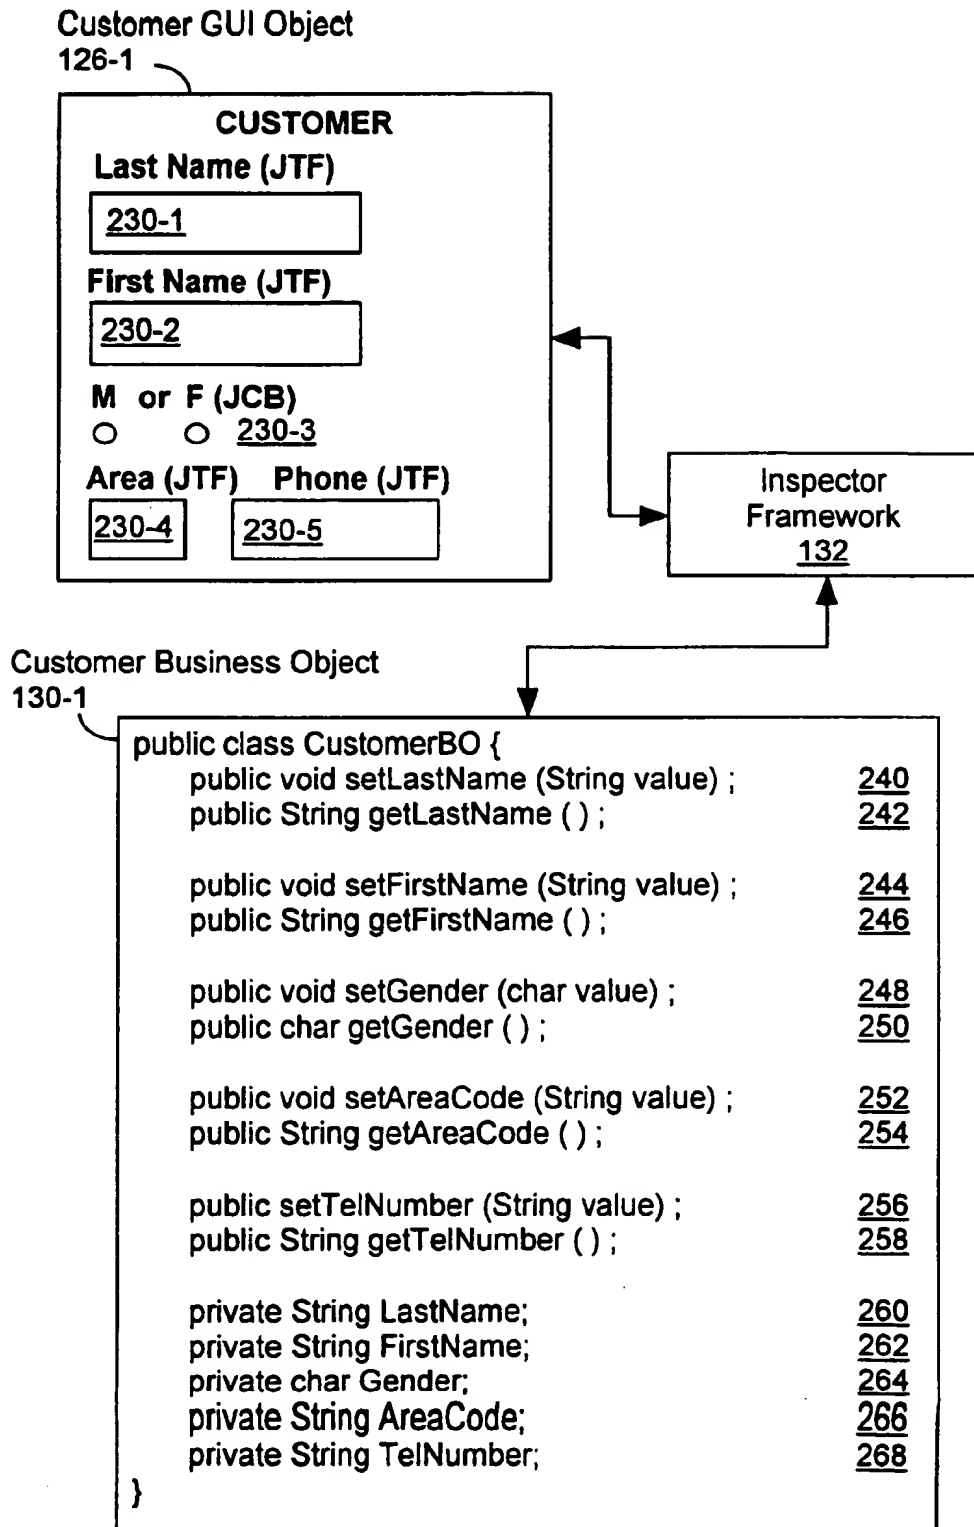 Customer GUI Object
126-1
CUSTOMER
Last Name (JTF)
230-1
First Name (JTF)
230-2
M or F (JCB)
230-3
Area (JTF) Phone (JTF)
230-4 230-5
Inspector
Framework
132
Customer Business Object
130-1
public class CustomerBO {
public void setLastName (String value) ; 240
public String getLastName ( ) ; 242
public void setFirstName (String value) ; 244
public String getFirstName ( ) ; 246
public void setGender (char value) ; 248
public char getGender ( ) ; 250
public void setAreaCode (String value) ; 252
public String getAreaCode ( ) ; 254
public setTelNumber (String value) ; 256
public String getTelNumber ( ) ; 258
private String LastName; 260
private String FirstName; 262
private char Gender; 264
private String AreaCode; 266
private String TelNumber; 268
}